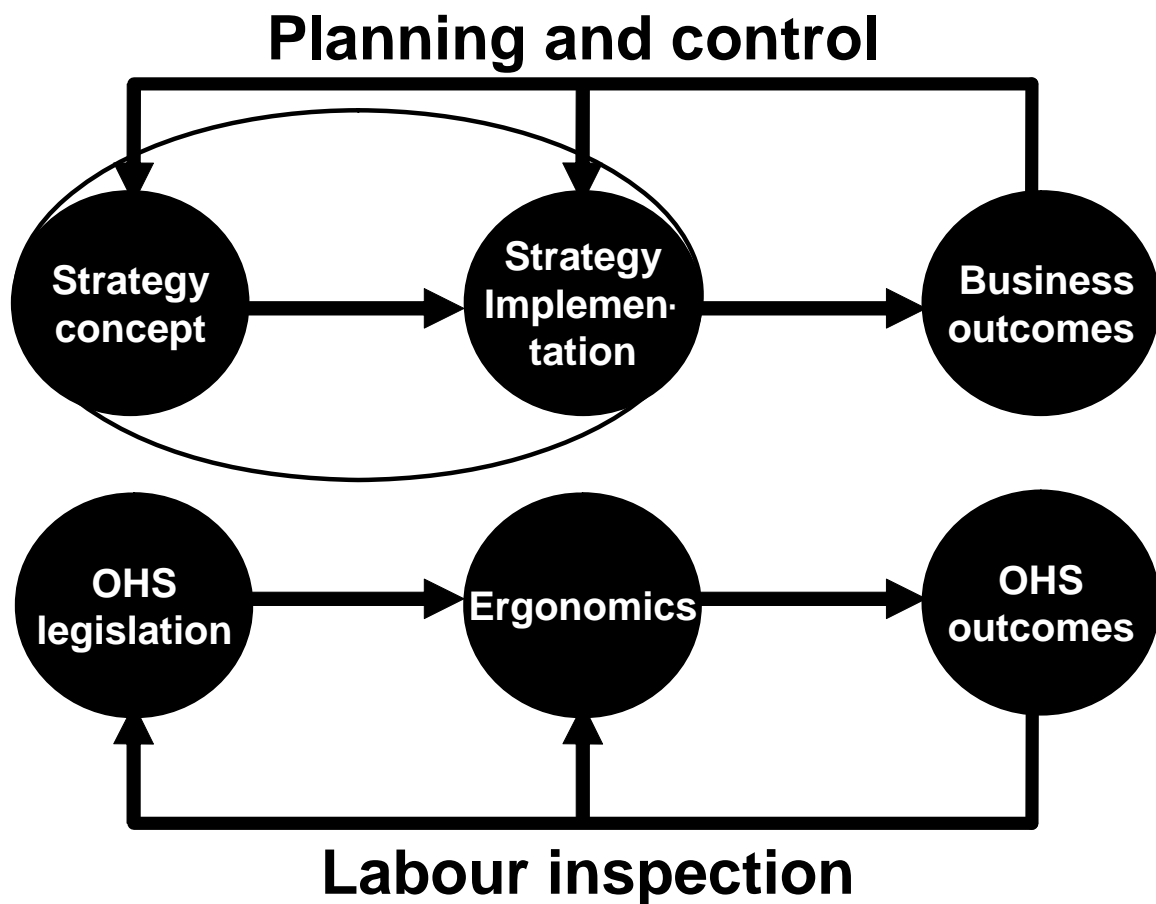 Planning and control
Strategy
concept
Strategy
Implemen-
tation
Business
outcomes
OHS
legislation
Ergonomics
OHS
outcomes
Labour inspection